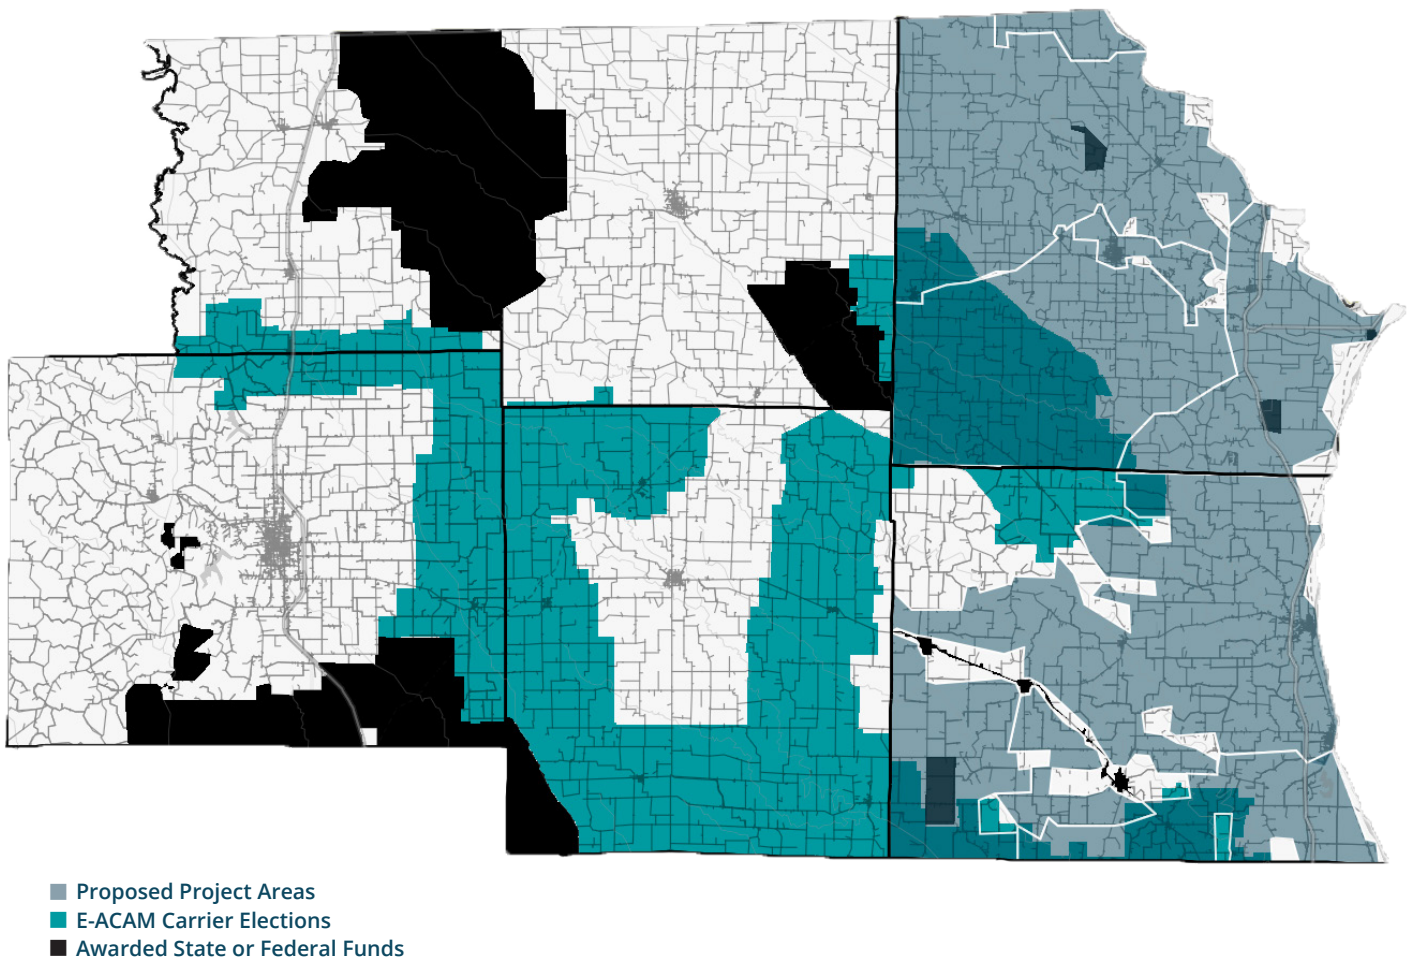 Proposed Project Areas
E-ACAM Carrier Elections
Awarded State or Federal Funds